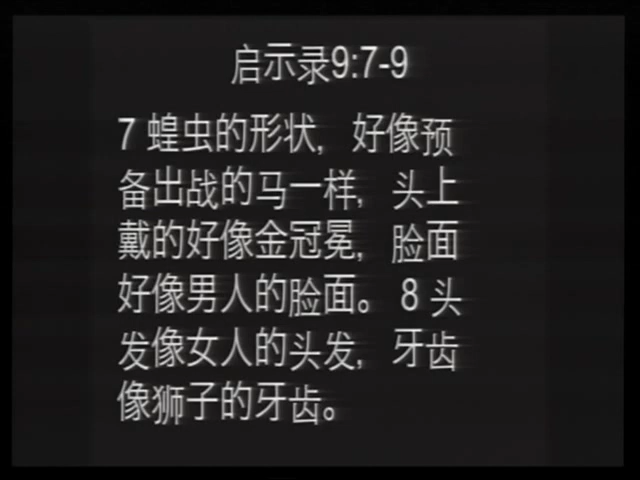 启示录9:7-9
7 蝗虫的形状, 好像预
备出战的马一样, 头上
戴的好像金冠冕, 脸面
好像男人的脸面。 8 头
发像女人的头发, 牙齿
像狮子的牙齿。